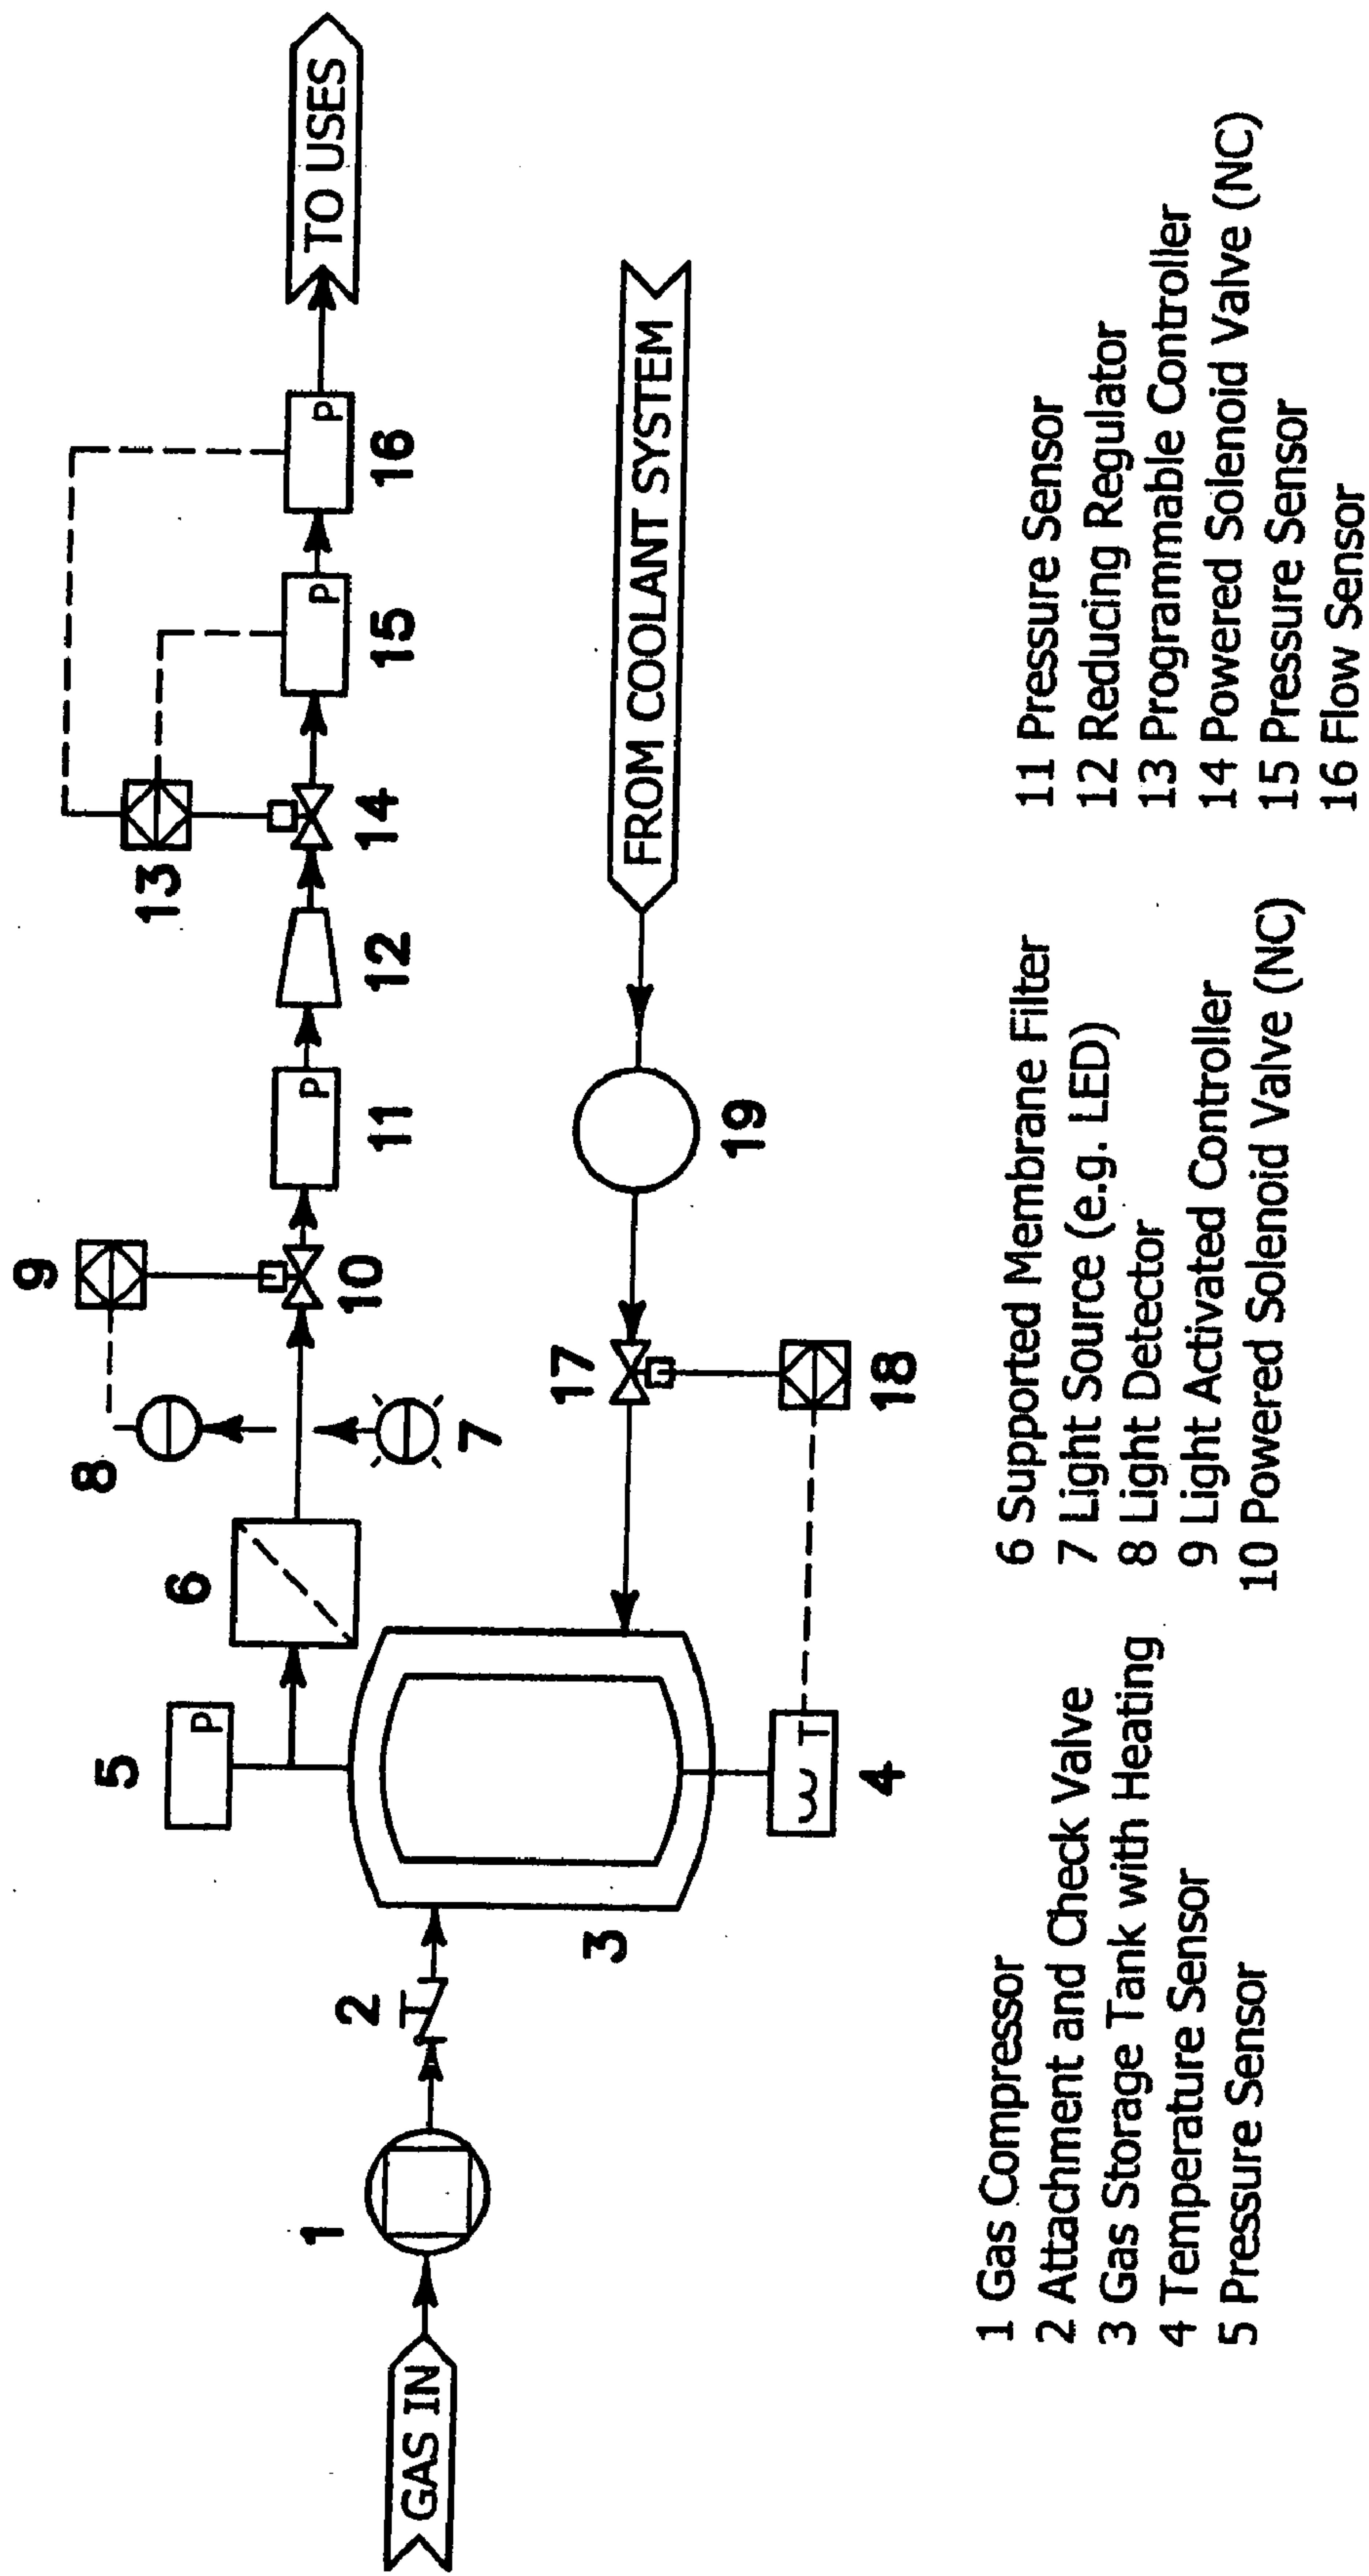 GAS IN
1
2
3
4
T
5
P
6
7
8
9
10
11
P
12
13
14
15
P
16
P
TO USES
FROM COOLANT SYSTEM
19
17
18
1 Gas Compressor
2 Attachment and Check Valve
3 Gas Storage Tank with Heating
4 Temperature Sensor
5 Pressure Sensor
6 Supported Membrane Filter
7 Light Source (e.g. LED)
8 Light Detector
9 Light Activated Controller
10 Powered Solenoid Valve (NC)
11 Pressure Sensor
12 Reducing Regulator
13 Programmable Controller
14 Powered Solenoid Valve (NC)
15 Pressure Sensor
16 Flow Sensor